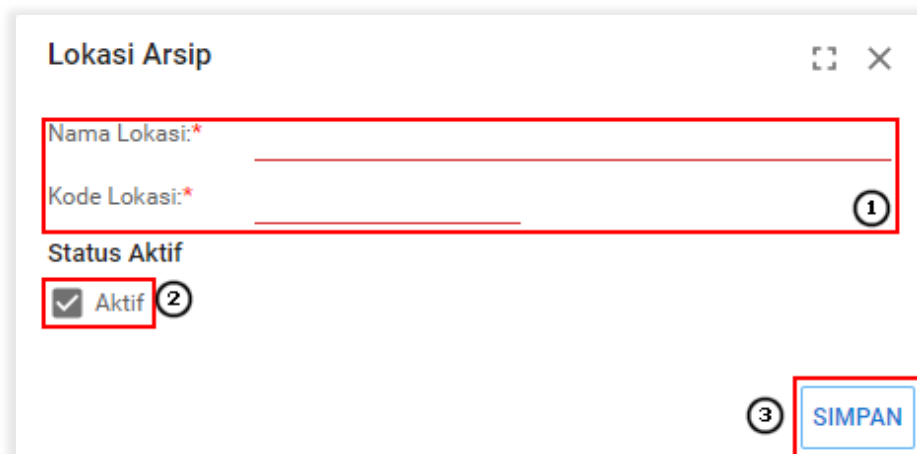 Lokasi Arsip
Nama Lokasi:*
Kode Lokasi:*
1
Status Aktif
Aktif 2
3 SIMPAN